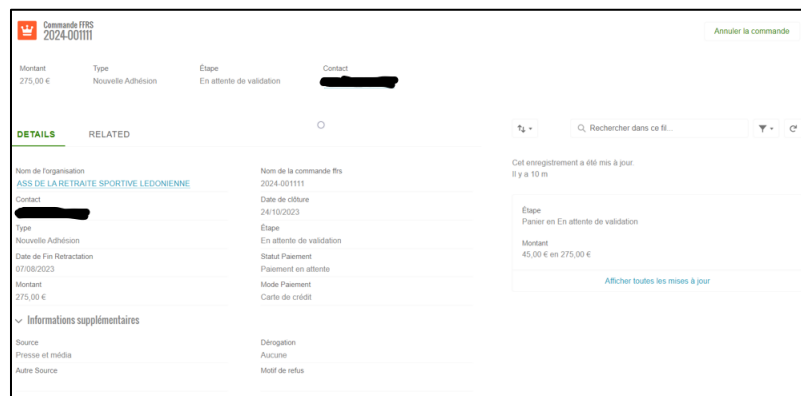 Commande FFRS
2024-001111
Annuler la commande
Montant Type Étape Contact
275,00 € Nouvelle Adhésion En attente de validation
DETAILS RELATED
Rechercher dans ce fil...
Nom de l'organisation
ASS DE LA RETRAITE SPORTIVE LEDONIENNE
Contact
Type
Nouvelle Adhésion
Date de Fin Retractation
07/08/2023
Montant
275,00 €
Nom de la commande ffrs
2024-001111
Date de clôture
24/10/2023
Étape
En attente de validation
Statut Paiement
Paiement en attente
Mode Paiement
Carte de crédit
Informations supplémentaires
Source
Presse et média
Autre Source
Dérogation
Aucune
Motif de refus
Cet enregistrement a été mis à jour.
Il y a 10 m
Étape
Panier en En attente de validation
Montant
45,00 € en 275,00 €
Afficher toutes les mises à jour